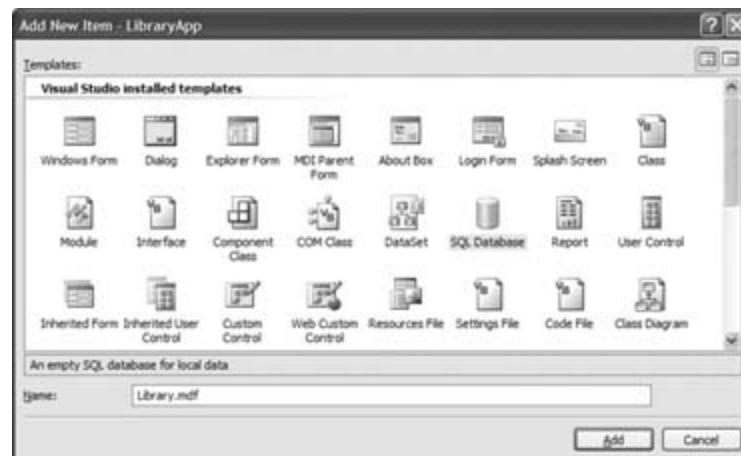 Add New Item - LibraryApp
Templates:
Visual Studio installed templates
Windows Form
Dialog
Explorer Form
MDI Parent Form
About Box
Login Form
Splash Screen
Class
Module
Interface
Component Class
COM Class
DataSet
SQL Database
Report
User Control
Inherited Form
Inherited User Control
Custom Control
Web Custom Control
Resources File
Settings File
Code File
Class Diagram
An empty SQL database for local data
Name:
Library.mdf
Add
Cancel